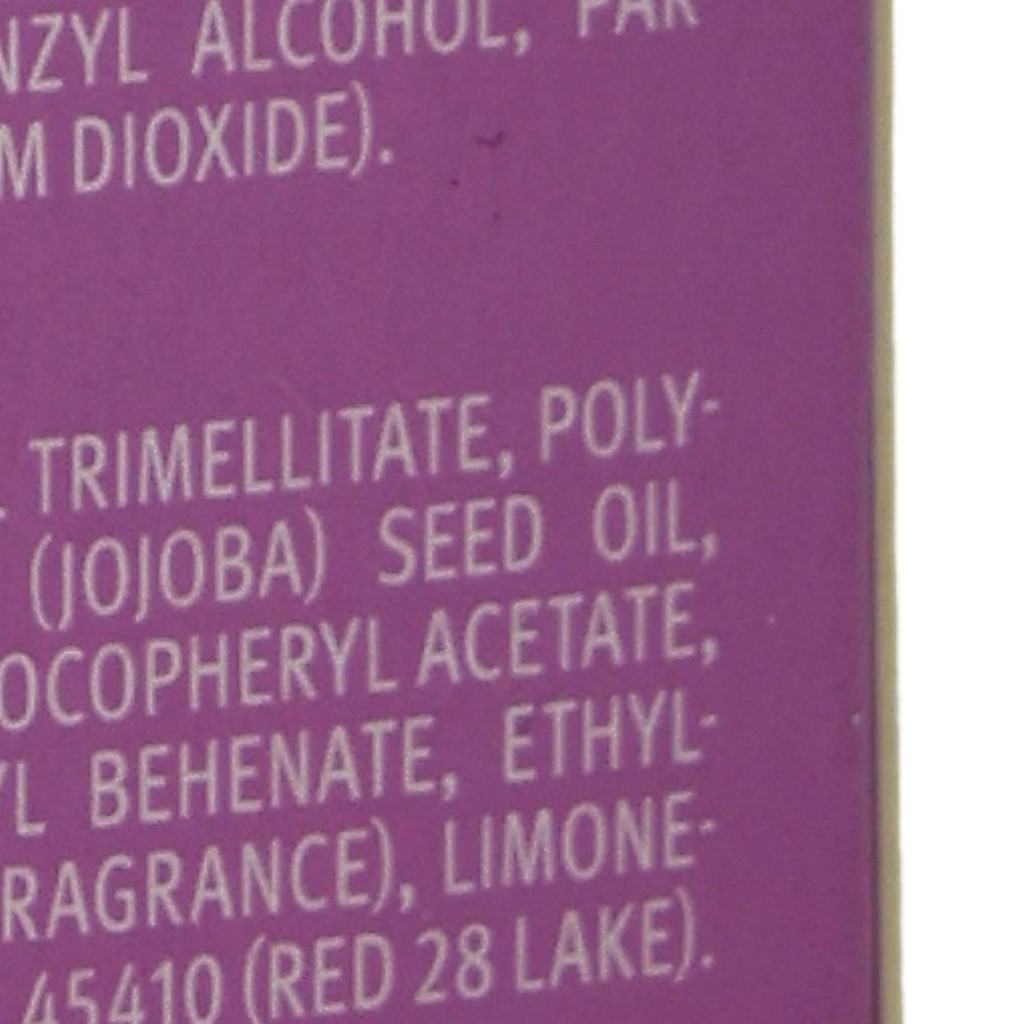 NZYL ALCOHOL, PAR
M DIOXIDE).
TRIMELLITATE, POLY-
(JOJOBA) SEED OIL,
OCOPHERYL ACETATE,
YL BEHENATE, ETHYL-
RAGRANCE), LIMONE-
45410 (RED 28 LAKE).